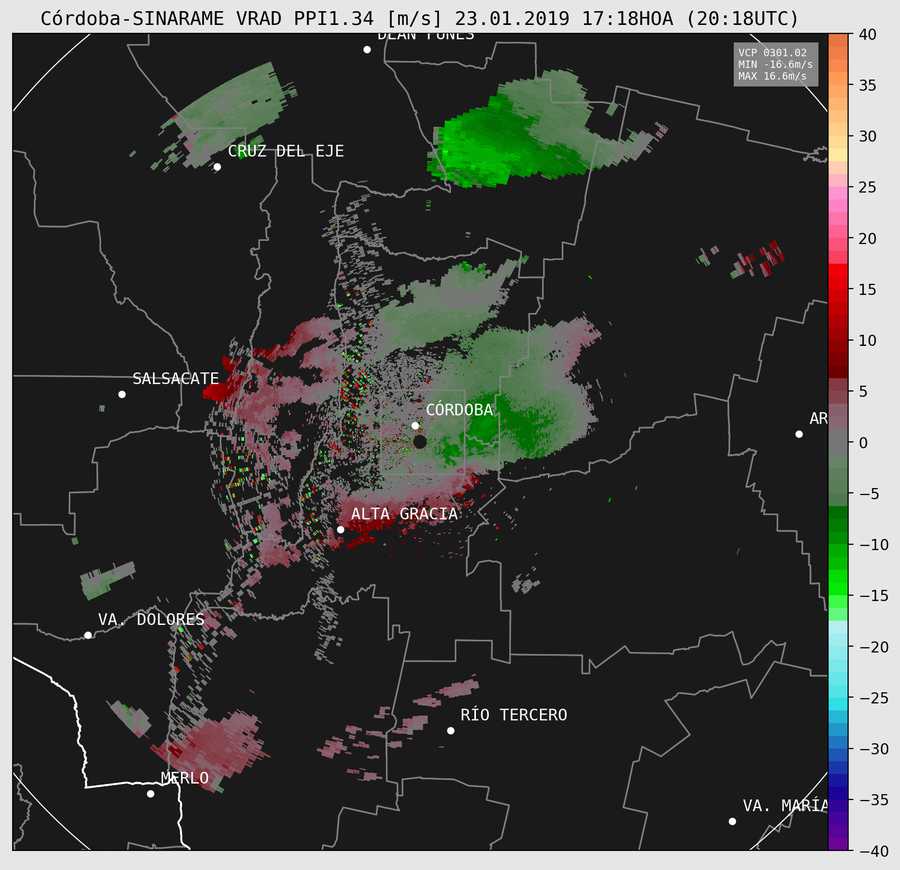 Córdoba-SINARAME VRAD PPI1.34 [m/s] 23.01.2019 17:18HOA (20:18UTC)
DEAN FUNES
VCP 0301.02
MIN -16.6m/s
MAX 16.6m/s
CRUZ DEL EJE
SALSACATE
CÓRDOBA
AR
ALTA GRACIA
VA. DOLORES
RÍO TERCERO
MERLO
VA. MARÍA
40
35
30
25
20
15
10
5
0
−5
−10
−15
−20
−25
−30
−35
−40